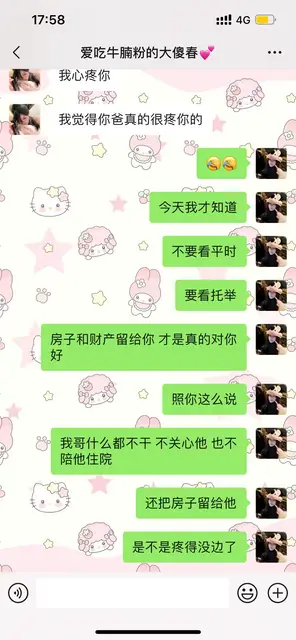 17:58
4G
爱吃牛腩粉的大傻春
我心疼你
我觉得你爸真的很疼你的
今天我才知道
不要看平时
要看托举
房子和财产留给你 才是真的对你
好
照你这么说
我哥什么都不干 不关心他 也不
陪他住院
还把房子留给他
是不是疼得没边了